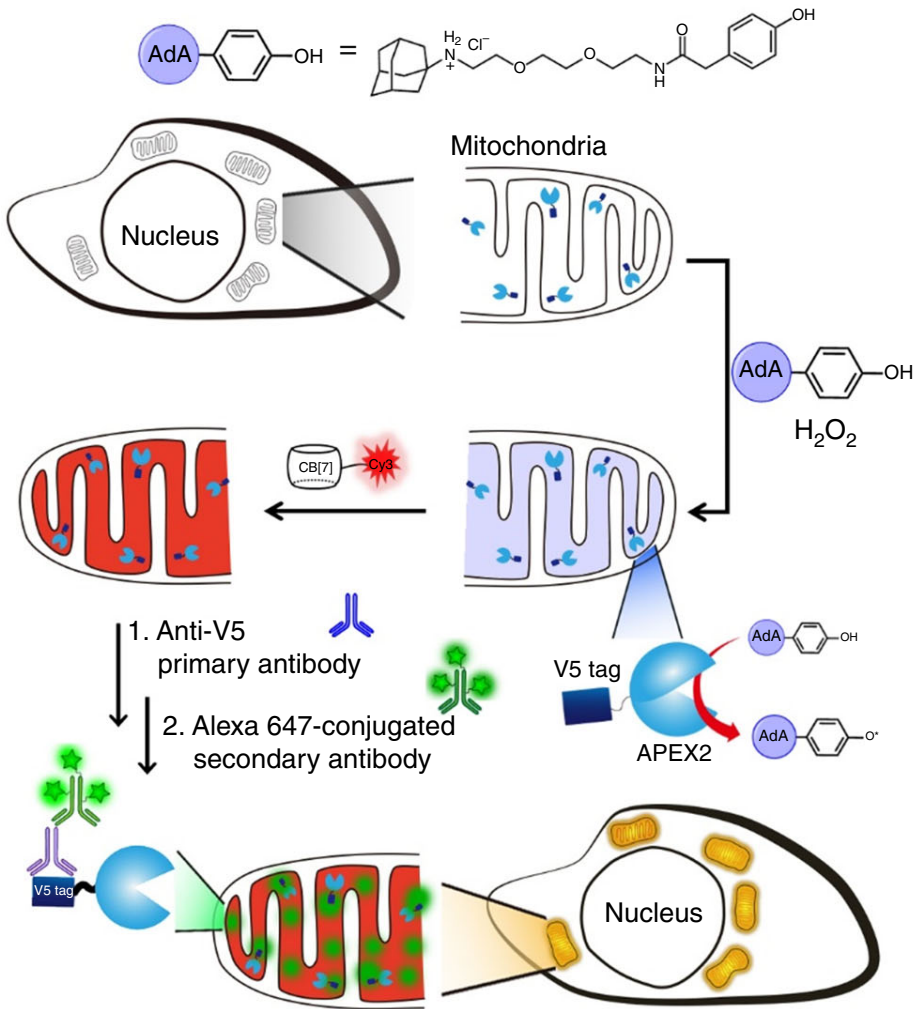 AdA
OH
=
H2
N
+
Cl−
O
O
N
H
O
OH
Mitochondria
Nucleus
AdA
OH
H2O2
CB[7]
Cy3
1. Anti-V5
primary antibody
2. Alexa 647-conjugated
secondary antibody
V5 tag
APEX2
AdA
OH
AdA
O*
V5 tag
Nucleus